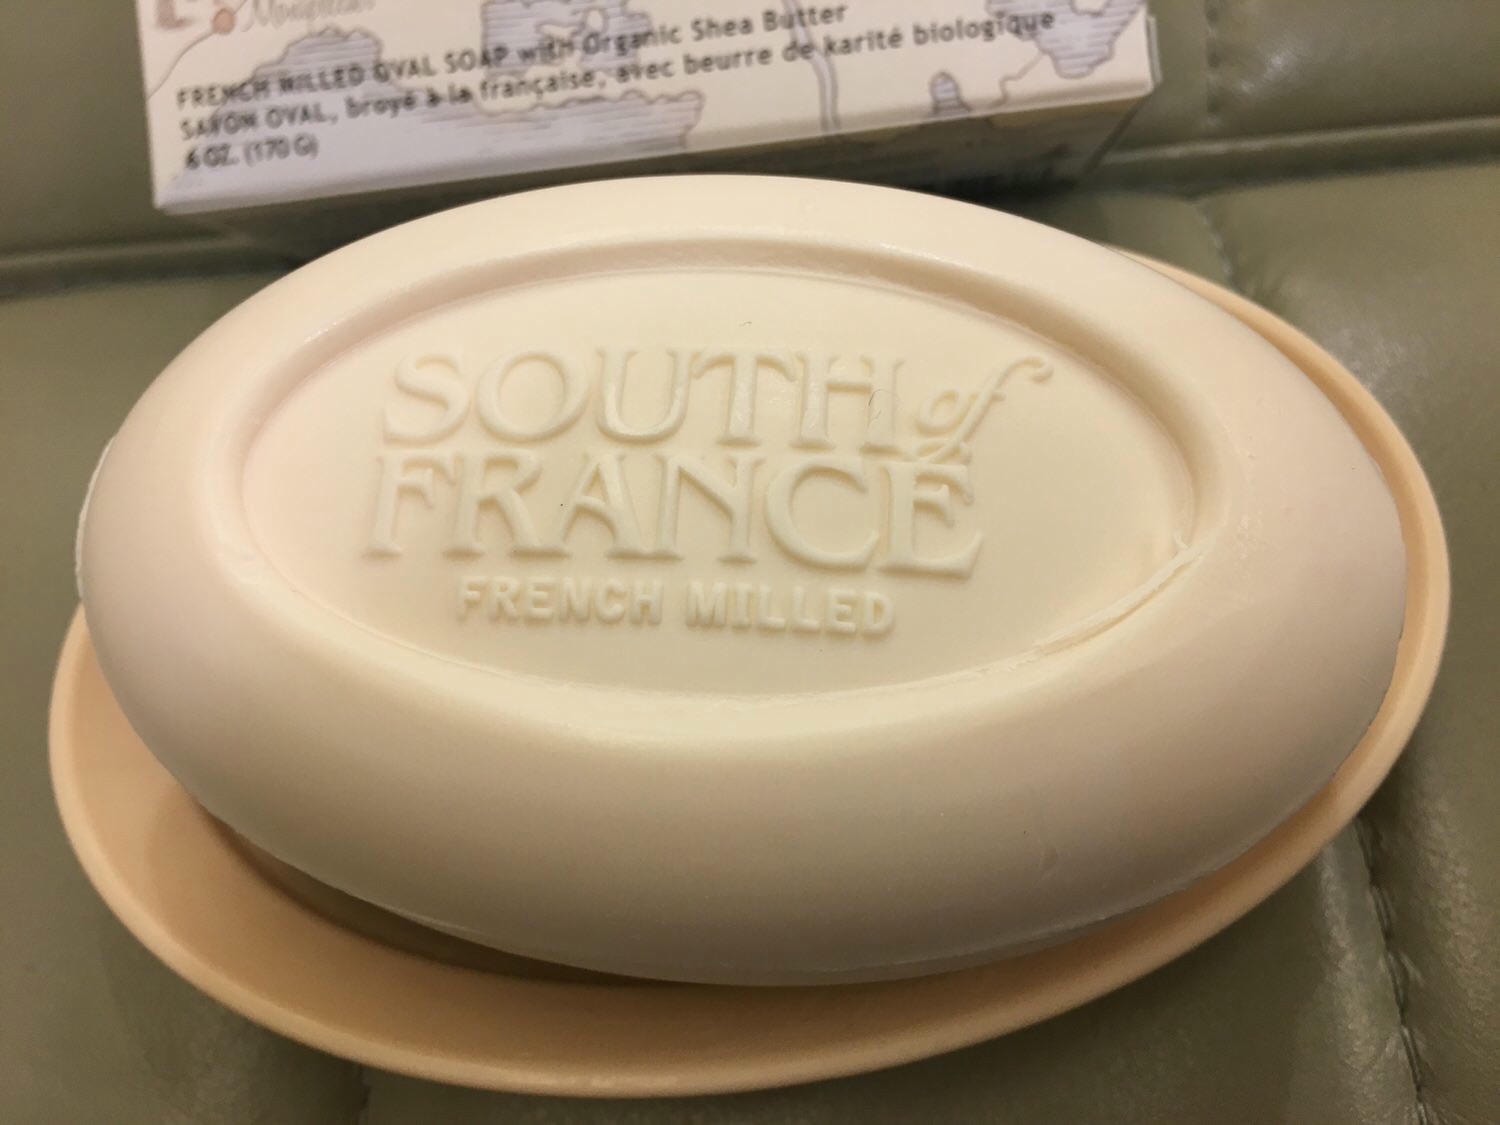 Montpellier
FRENCH MILLED OVAL SOAP with Organic Shea Butter
SAVON OVAL, broyé à la française, avec beurre de karité biologique
6 OZ. (170 G)
SOUTH of
FRANCE
FRENCH MILLED